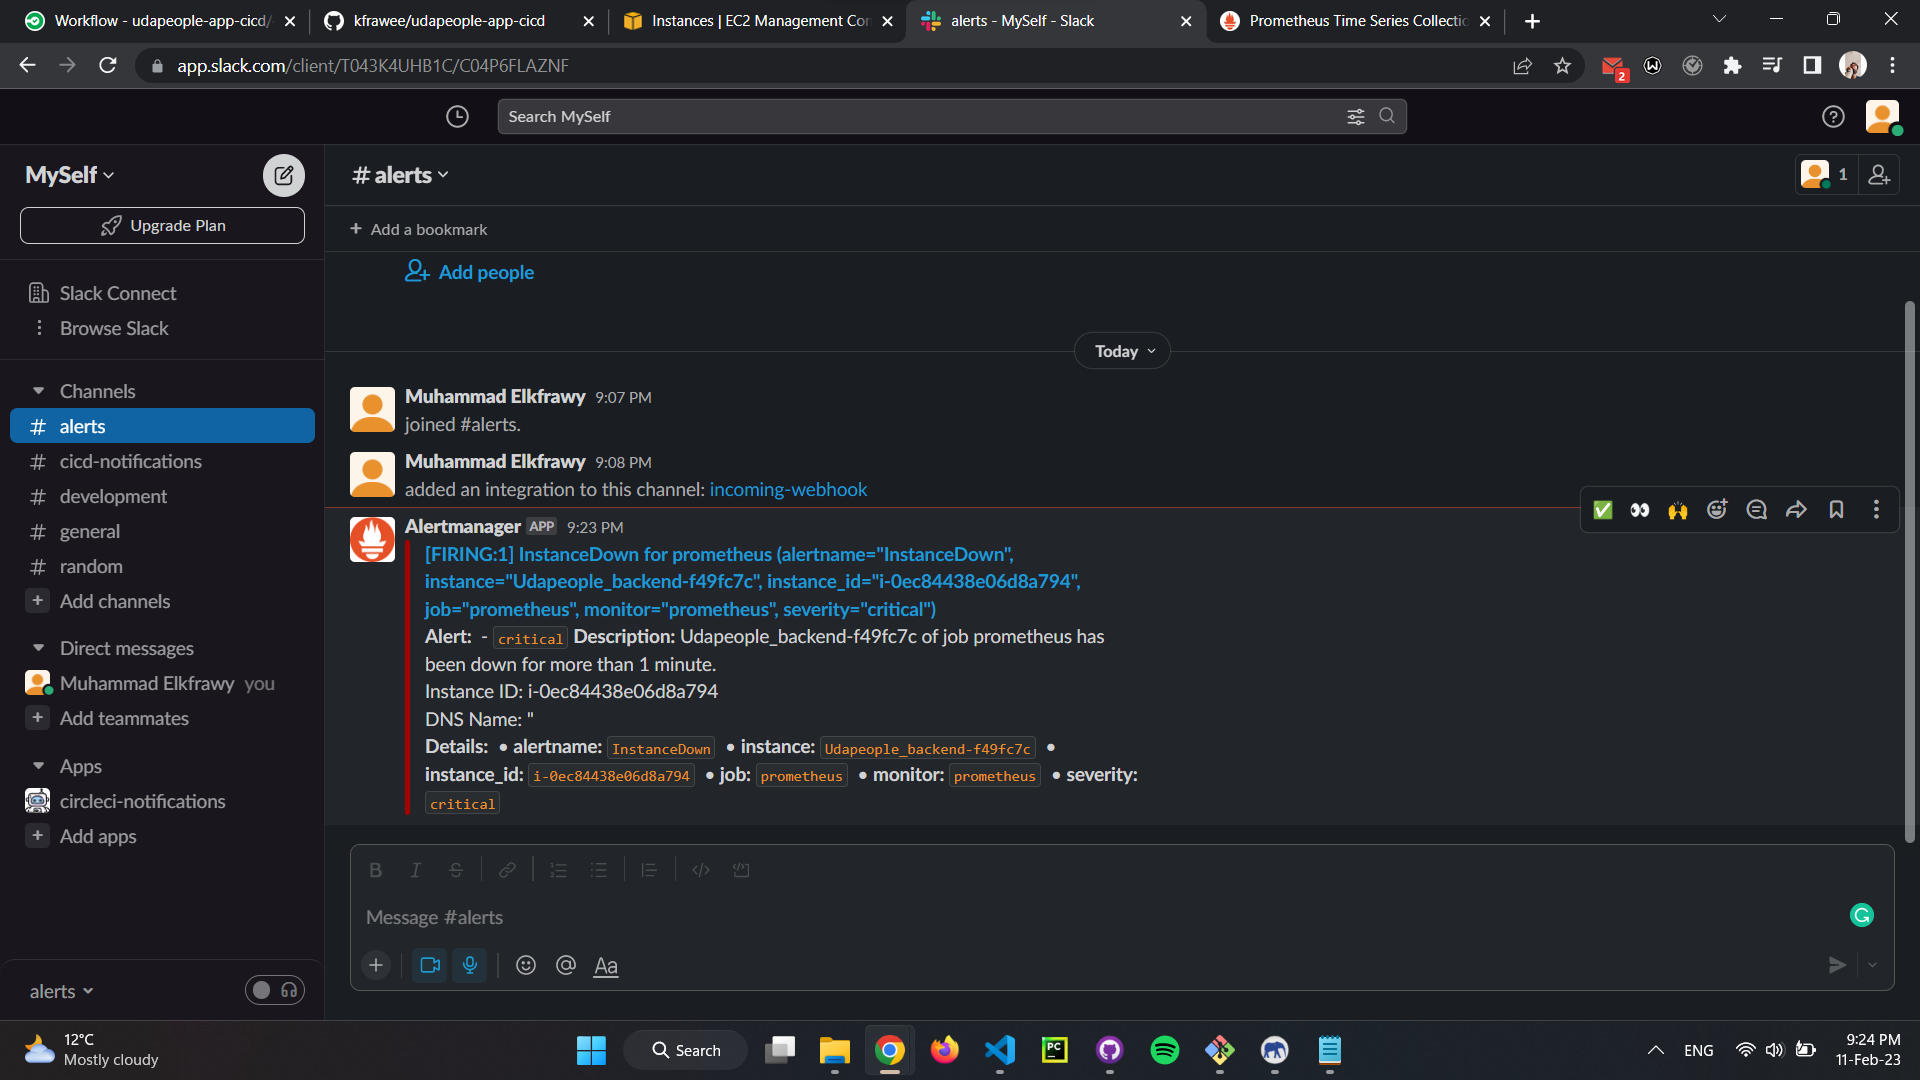 Workflow - udapeople-app-cicd/
kfrawee/udapeople-app-cicd
Instances | EC2 Management Con
alerts - MySelf - Slack
Prometheus Time Series Collectio
app.slack.com/client/T043K4UHB1C/C04P6FLAZNF
2
Search MySelf
MySelf
Upgrade Plan
Slack Connect
Browse Slack
Channels
# alerts
# cicd-notifications
# development
# general
# random
+ Add channels
Direct messages
Muhammad Elkfrawy you
+ Add teammates
Apps
circleci-notifications
+ Add apps
alerts
# alerts
1
+ Add a bookmark
Add people
Today
Muhammad Elkfrawy 9:07 PM
joined #alerts.
Muhammad Elkfrawy 9:08 PM
added an integration to this channel: incoming-webhook
Alertmanager APP 9:23 PM
[FIRING:1] InstanceDown for prometheus (alertname="InstanceDown",
instance="Udapeople_backend-f49fc7c", instance_id="i-0ec84438e06d8a794",
job="prometheus", monitor="prometheus", severity="critical")
Alert: - critical Description: Udapeople_backend-f49fc7c of job prometheus has
been down for more than 1 minute.
Instance ID: i-0ec84438e06d8a794
DNS Name: "
Details: • alertname: InstanceDown • instance: Udapeople_backend-f49fc7c •
instance_id: i-0ec84438e06d8a794 • job: prometheus • monitor: prometheus • severity:
critical
B I S
Message #alerts
+ @ Aa
12°C
Mostly cloudy
Search
PC
ENG
9:24 PM
11-Feb-23